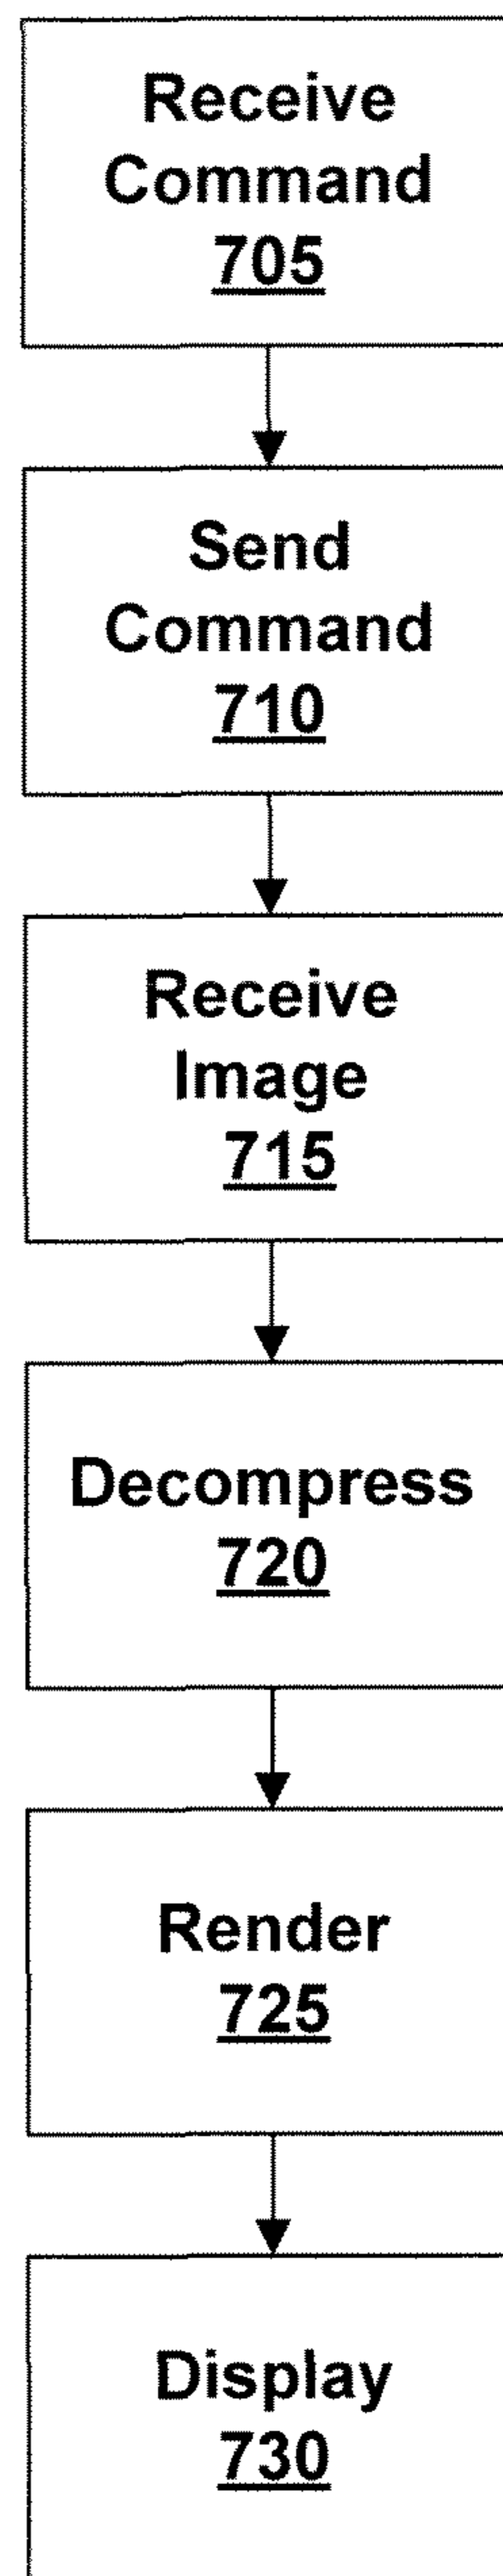 Receive
Command
705
Send
Command
710
Receive
Image
715
Decompress
720
Render
725
Display
730